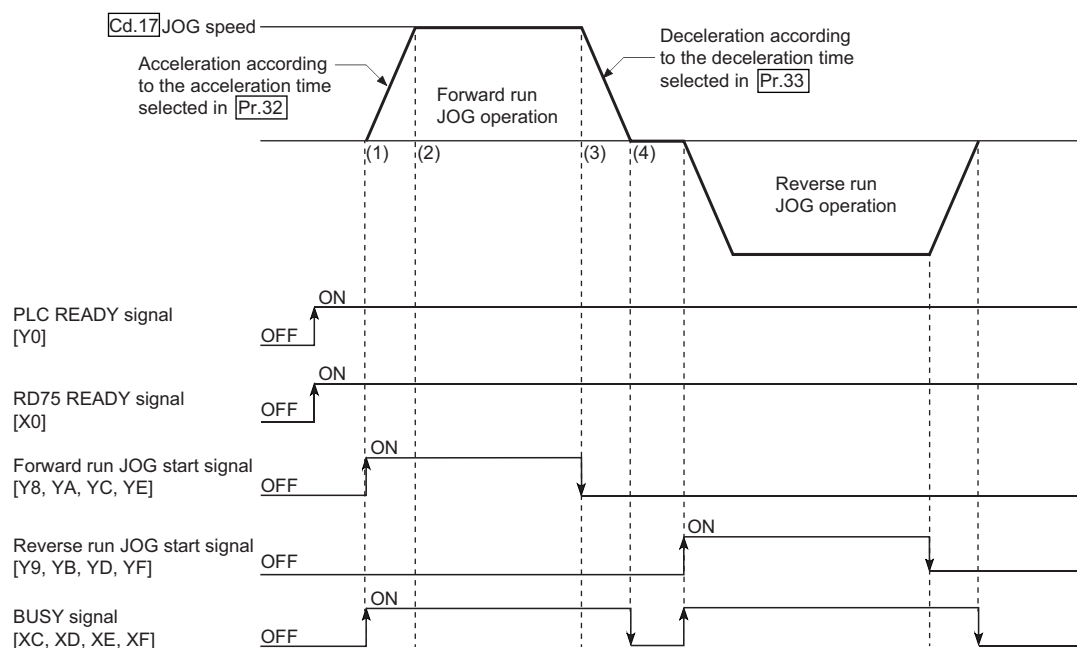 Cd.17 JOG speed
Acceleration according
to the acceleration time
selected in Pr.32
Forward run
JOG operation
Deceleration according
to the deceleration time
selected in Pr.33
(1) (2) (3) (4)
Reverse run
JOG operation
PLC READY signal
[Y0]
OFF
ON
RD75 READY signal
[X0]
OFF
ON
Forward run JOG start signal
[Y8, YA, YC, YE]
OFF
ON
Reverse run JOG start signal
[Y9, YB, YD, YF]
OFF
ON
BUSY signal
[XC, XD, XE, XF]
OFF
ON